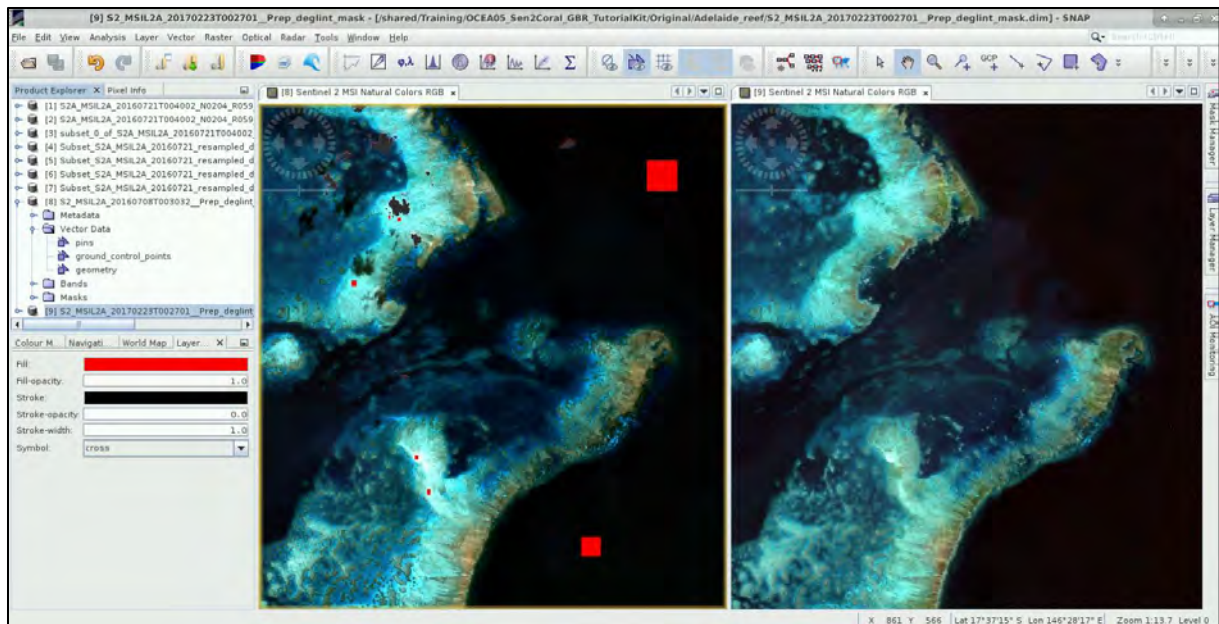 [9] S2_MSIL2A_20170223T002701__Prep_deglint_mask - [/shared/Training/OCEA05_Sen2Coral_GBR_TutorialKit/Original/Adelaide_reef/S2_MSIL2A_20170223T002701__Prep_deglint_mask.dim] - SNAP
File Edit View Analysis Layer Vector Raster Optical Radar Tools Window Help
Product Explorer X Pixel Info
[8] Sentinel 2 MSI Natural Colors RGB x
[9] Sentinel 2 MSI Natural Colors RGB x
[1] S2A_MSIL2A_20160721T004002_N0204_R059
[2] S2A_MSIL2A_20160721T004002_N0204_R059
[3] subset_0_of_S2A_MSIL2A_20160721T004002_
[4] Subset_S2A_MSIL2A_20160721_resampled_d
[5] Subset_S2A_MSIL2A_20160721_resampled_d
[6] Subset_S2A_MSIL2A_20160721_resampled_d
[7] Subset_S2A_MSIL2A_20160721_resampled_d
[8] S2_MSIL2A_20160708T003032__Prep_deglint_
Metadata
Vector Data
pins
ground_control_points
geometry
Bands
Masks
[9] S2_MSIL2A_20170223T002701__Prep_deglint
Colour M... Navigati... World Map Layer... X
Fill:
Fill-opacity: 1.0
Stroke:
Stroke-opacity: 0.0
Stroke-width: 1.0
Symbol: cross
Mask Manager
Layer Manager
AOI Monitoring
X 861 Y 566 Lat 17°37'15" S Lon 146°28'17" E Zoom 1:13.7 Level 0